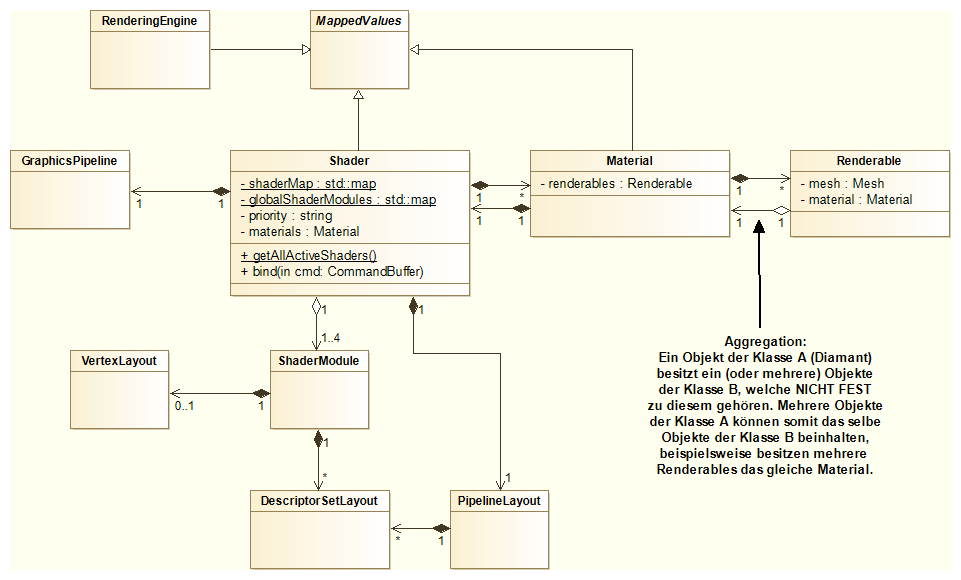 RenderingEngine
MappedValues
GraphicsPipeline
1
1
Shader
- shaderMap : std::map
- globalShaderModules : std::map
- priority : string
- materials : Material
+ getAllActiveShaders()
+ bind(in cmd: CommandBuffer)
1
*
1
1
Material
- renderables : Renderable
1
*
1
1
Renderable
- mesh : Mesh
- material : Material
1
1..4
1
VertexLayout
0..1
1
ShaderModule
1
*
Aggregation:
Ein Objekt der Klasse A (Diamant)
besitzt ein (oder mehrere) Objekte
der Klasse B, welche NICHT FEST
zu diesem gehören. Mehrere Objekte
der Klasse A können somit das selbe
Objekte der Klasse B beinhalten,
beispielsweise besitzen mehrere
Renderables das gleiche Material.
1
DescriptorSetLayout
*
1
PipelineLayout